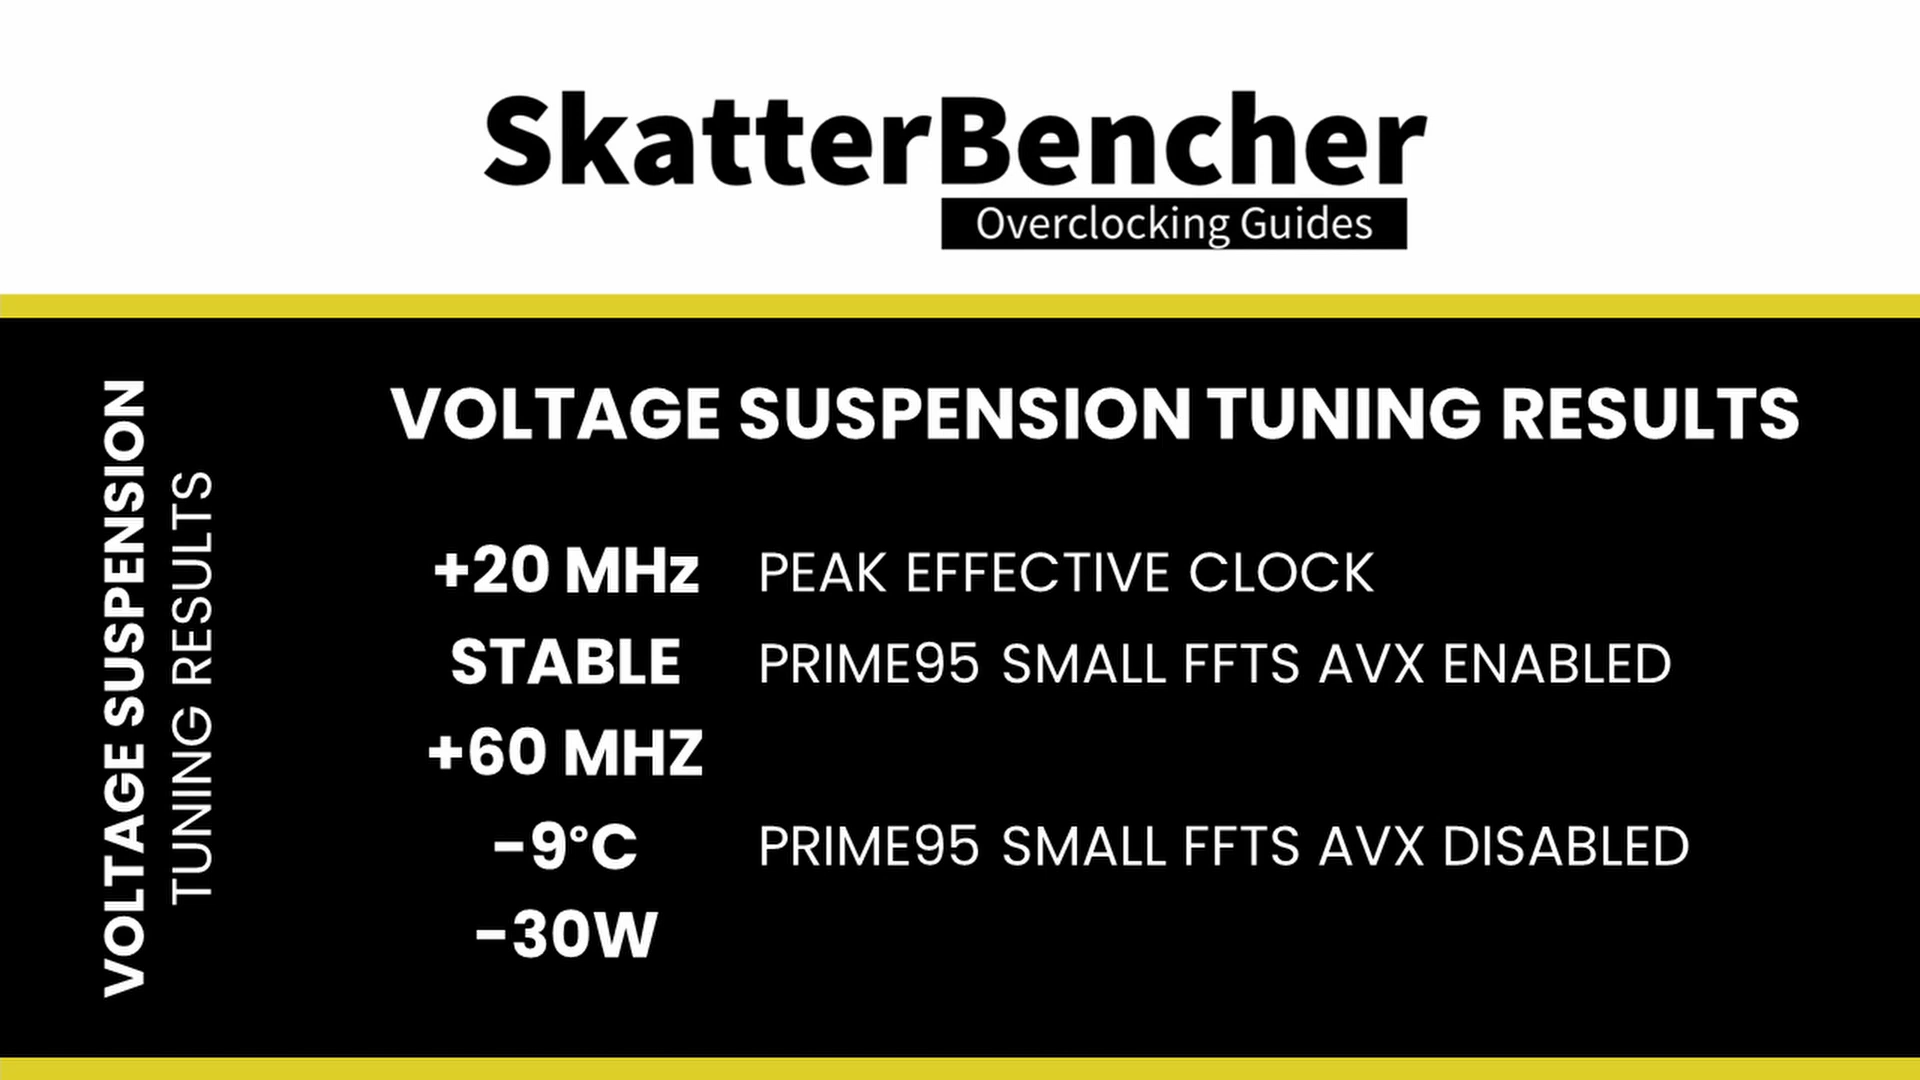 SkatterBencher
Overclocking Guides
VOLTAGE SUSPENSION
TUNING RESULTS
VOLTAGE SUSPENSION TUNING RESULTS
+20 MHz PEAK EFFECTIVE CLOCK
STABLE PRIME95 SMALL FFTS AVX ENABLED
+60 MHZ
-9°C PRIME95 SMALL FFTS AVX DISABLED
-30W